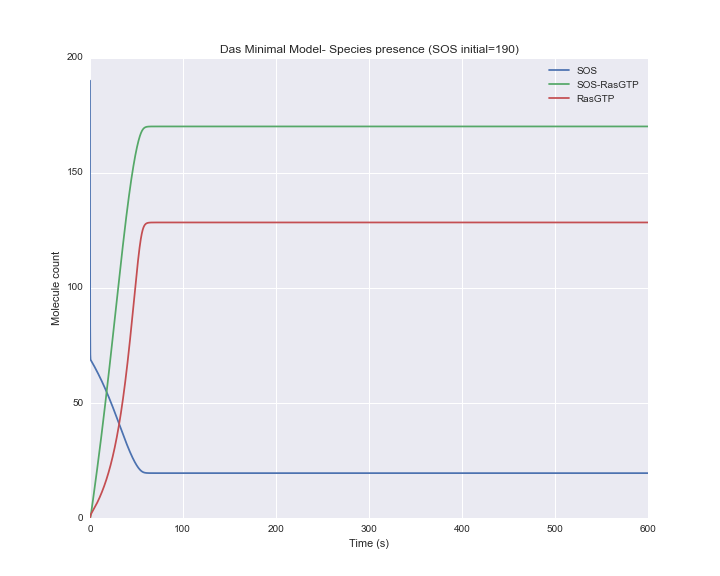 Das Minimal Model- Species presence (SOS initial=190)
SOS
SOS-RasGTP
RasGTP
200
150
100
50
0
Molecule count
0 100 200 300 400 500 600
Time (s)